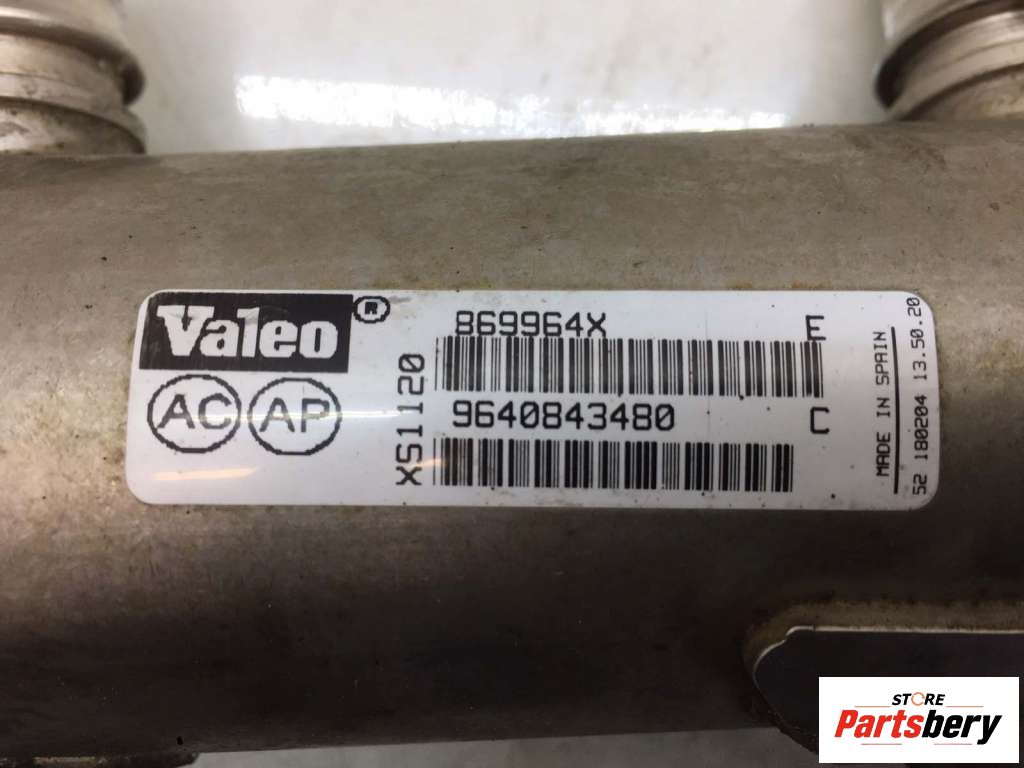 Valeo ®
AC AP
XS1120
869964X E
9640843480 C
MADE IN SPAIN
52 180204 13.50.20
STORE
Partsbery